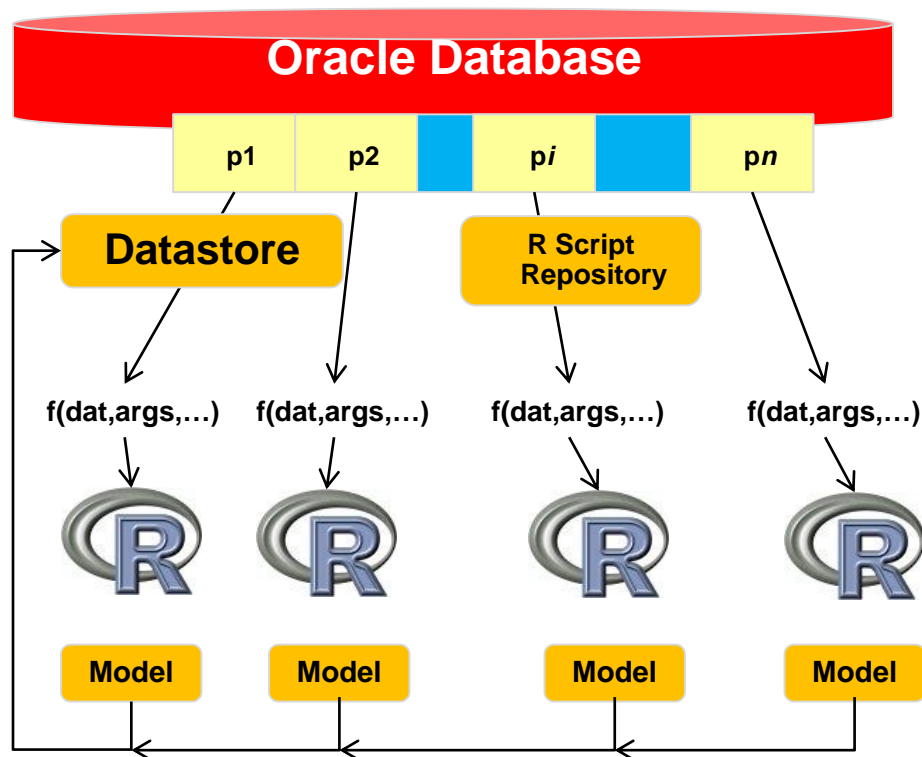 Oracle Database
p1 p2 pi pn
Datastore
R Script
Repository
f(dat,args,…) f(dat,args,…) f(dat,args,…) f(dat,args,…)
R R R R
Model Model Model Model